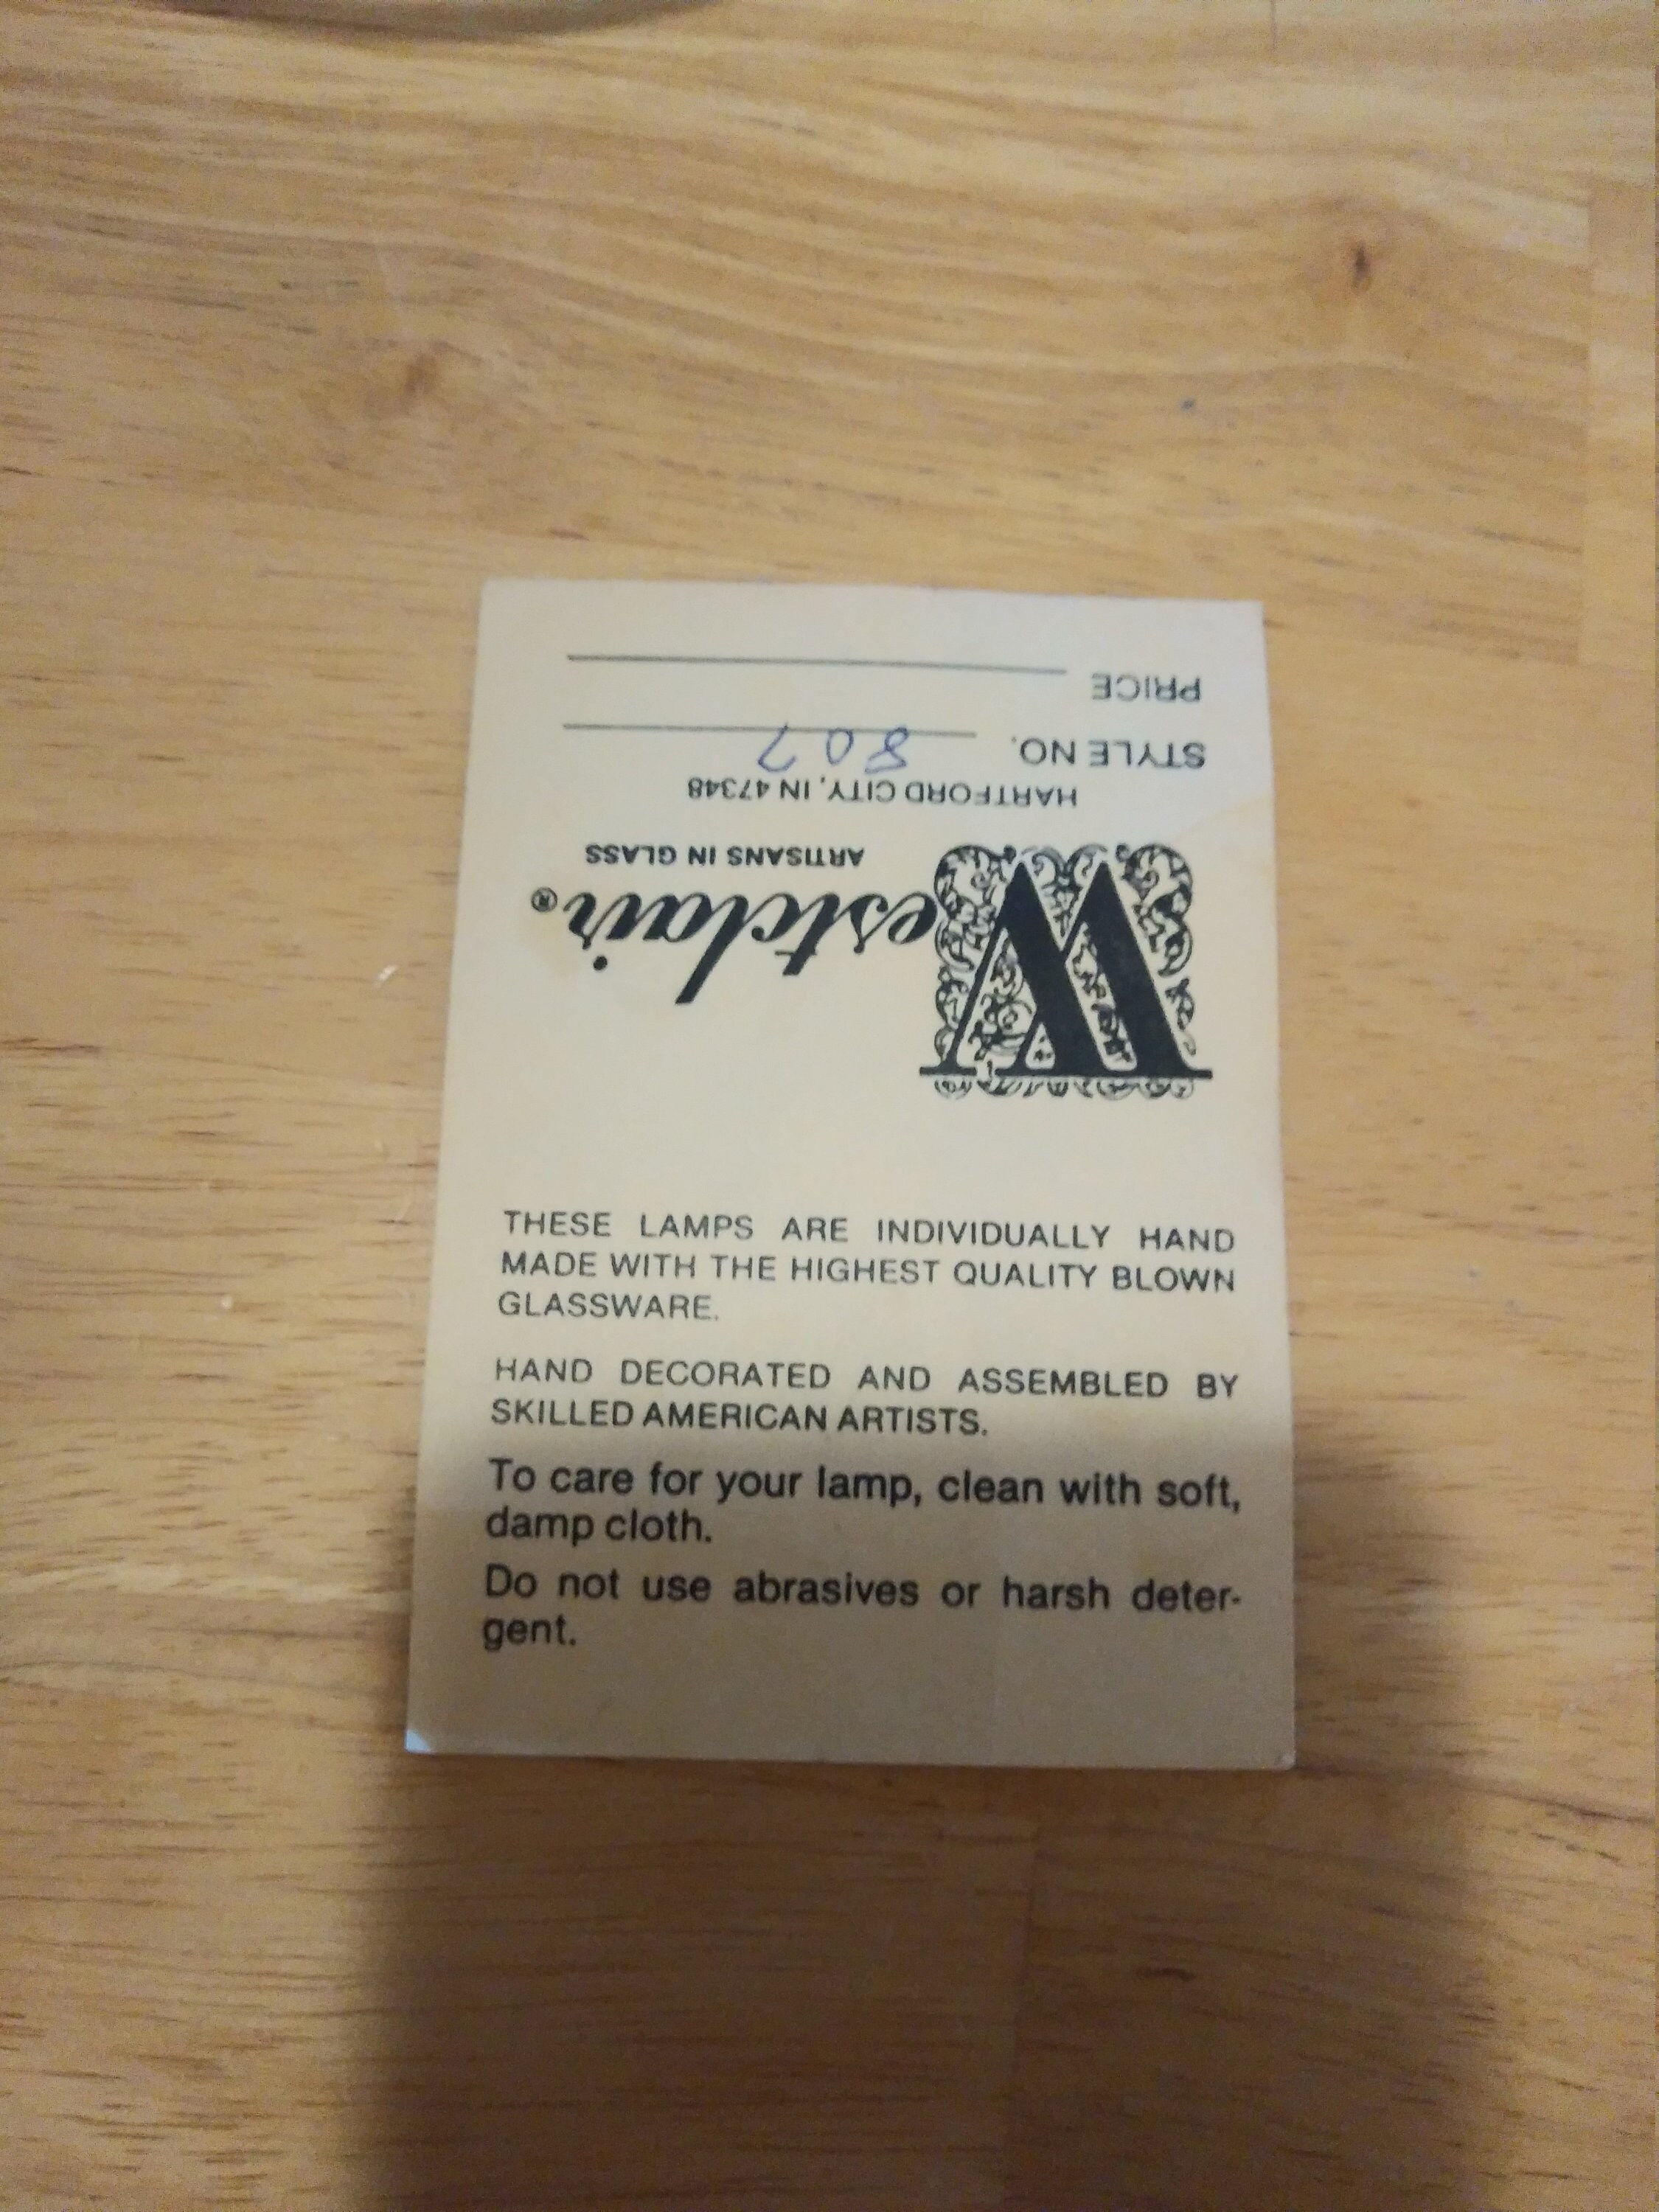 Westclair®
ARTISANS IN GLASS
HARTFORD CITY, IN 47348
STYLE NO. 807
PRICE
THESE LAMPS ARE INDIVIDUALLY HAND
MADE WITH THE HIGHEST QUALITY BLOWN
GLASSWARE.
HAND DECORATED AND ASSEMBLED BY
SKILLED AMERICAN ARTISTS.
To care for your lamp, clean with soft,
damp cloth.
Do not use abrasives or harsh deter-
gent.